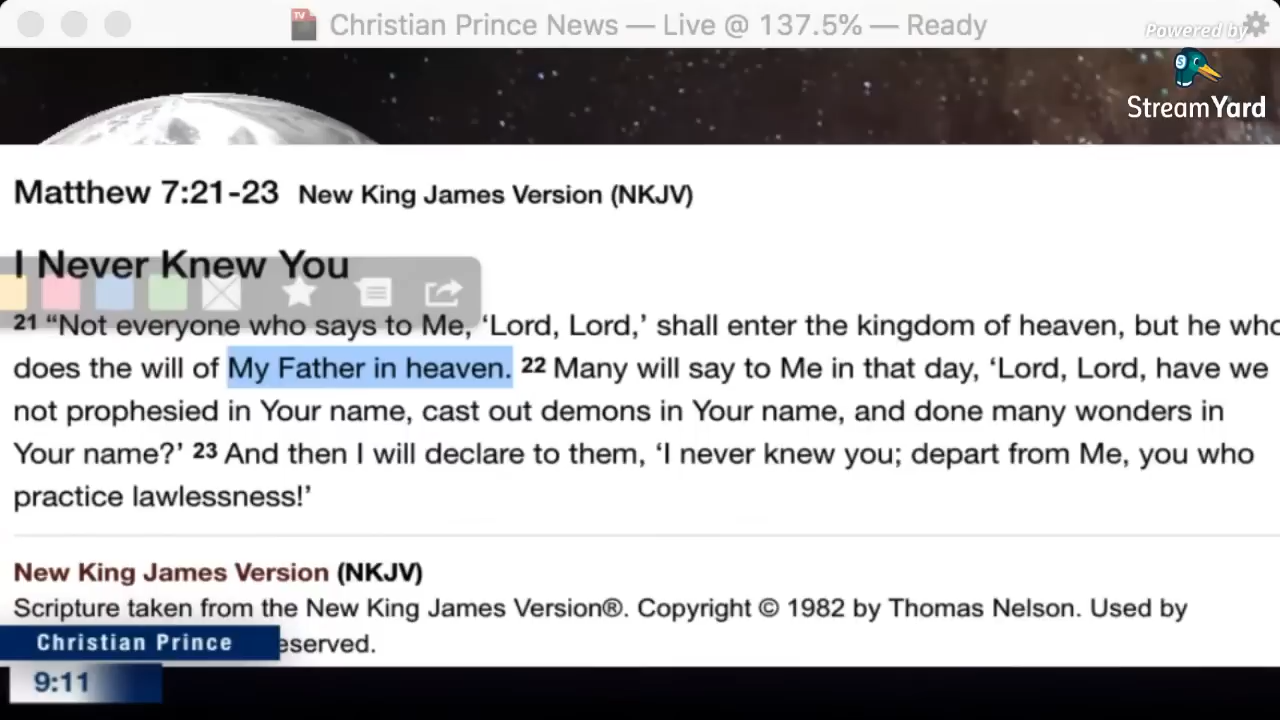 Christian Prince News — Live @ 137.5% — Ready
Powered by
StreamYard
Matthew 7:21-23 New King James Version (NKJV)
I Never Knew You
21 “Not everyone who says to Me, ‘Lord, Lord,’ shall enter the kingdom of heaven, but he who
does the will of My Father in heaven. 22 Many will say to Me in that day, ‘Lord, Lord, have we
not prophesied in Your name, cast out demons in Your name, and done many wonders in
Your name?’ 23 And then I will declare to them, ‘I never knew you; depart from Me, you who
practice lawlessness!’
New King James Version (NKJV)
Scripture taken from the New King James Version®. Copyright © 1982 by Thomas Nelson. Used by
eserved.
Christian Prince
9:11